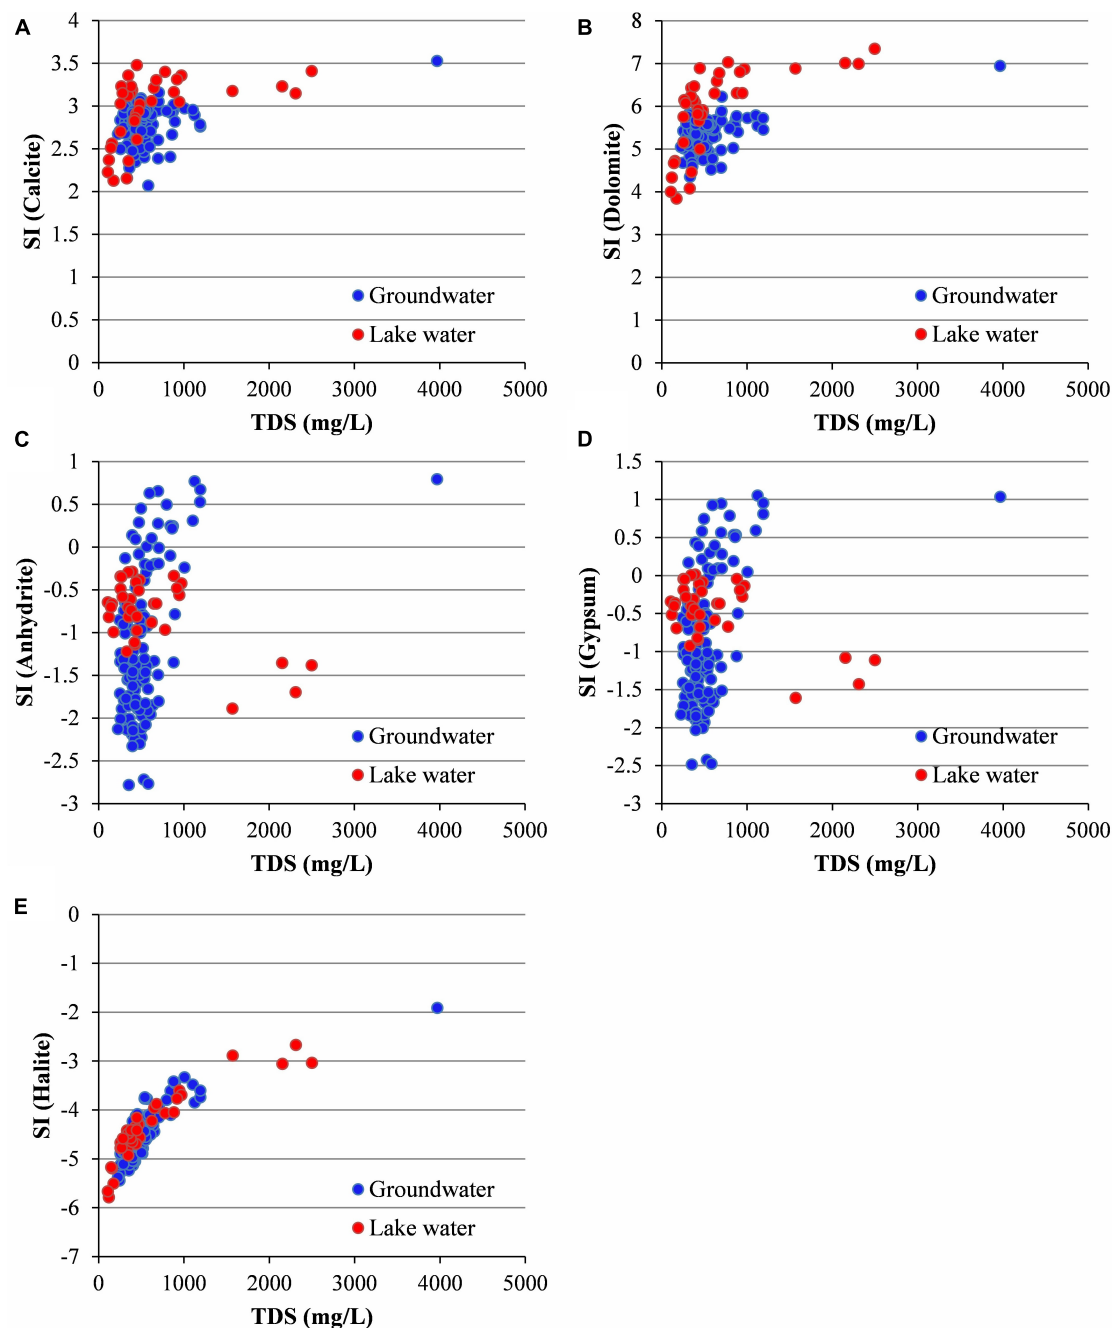 A
4
3.5
3
2.5
2
1.5
1
0.5
0
SI (Calcite)
Groundwater
Lake water
0 1000 2000 3000 4000 5000
TDS (mg/L)
B
8
7
6
5
4
3
2
1
0
SI (Dolomite)
Groundwater
Lake water
0 1000 2000 3000 4000 5000
TDS (mg/L)
C
1
0.5
0
-0.5
-1
-1.5
-2
-2.5
-3
SI (Anhydrite)
Groundwater
Lake water
0 1000 2000 3000 4000 5000
TDS (mg/L)
D
1.5
1
0.5
0
-0.5
-1
-1.5
-2
-2.5
-3
SI (Gypsum)
Groundwater
Lake water
0 1000 2000 3000 4000 5000
TDS (mg/L)
E
0
-1
-2
-3
-4
-5
-6
-7
SI (Halite)
Groundwater
Lake water
0 1000 2000 3000 4000 5000
TDS (mg/L)